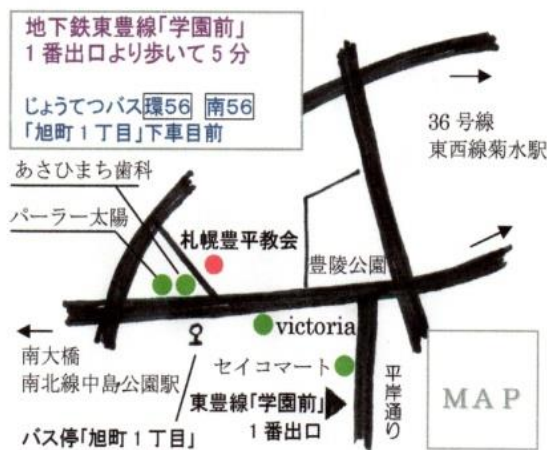 地下鉄東豊線「学園前」
1番出口より歩いて5分
じょうてつバス環56 南56
「旭町1丁目」下車目前
あさひまち歯科
パーラー太陽
札幌豊平教会
36号線
東西線菊水駅
豊陵公園
victoria
南大橋
南北線中島公園駅
セイコマート
東豊線「学園前」
1番出口
平岸通り
バス停「旭町1丁目」
MAP